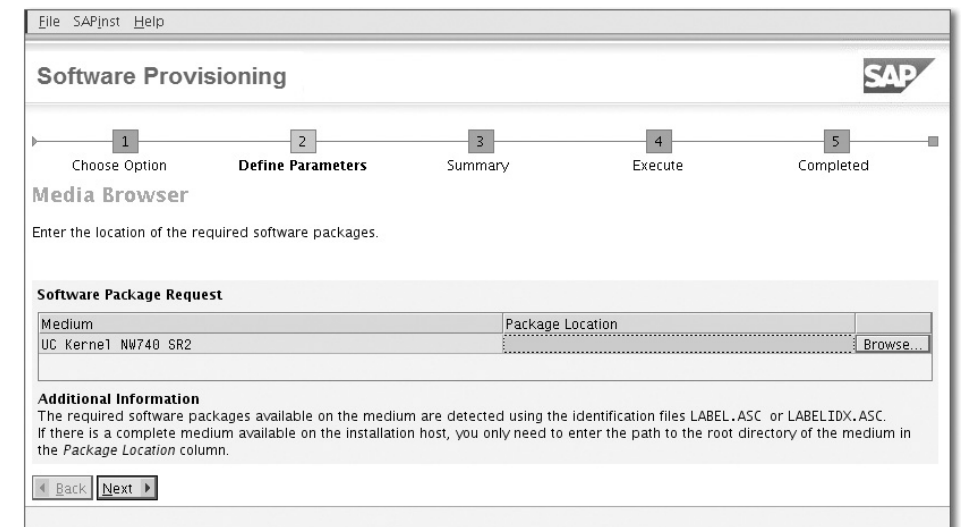 File SAPinst Help
Software Provisioning
SAP
1 2 3 4 5
Choose Option Define Parameters Summary Execute Completed
Media Browser
Enter the location of the required software packages.
Software Package Request
Medium Package Location
UC Kernel NW740 SR2 Browse...
Additional Information
The required software packages available on the medium are detected using the identification files LABEL.ASC or LABELIDX.ASC.
If there is a complete medium available on the installation host, you only need to enter the path to the root directory of the medium in
the Package Location column.
Back Next